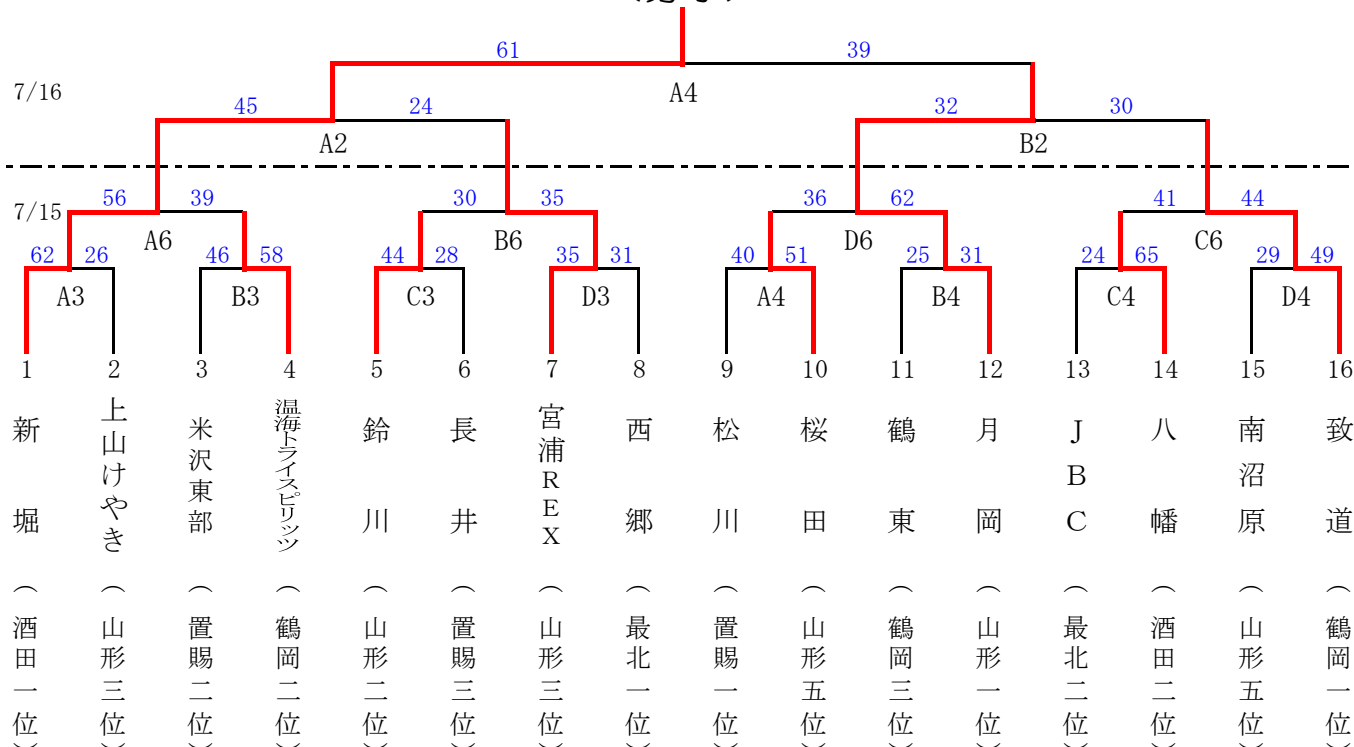 61 39
7/16
A4
45 24 32 30
A2 B2
7/15
56 39 30 35 36 62 41 44
A6 B6 D6 C6
62 26 46 58 44 28 35 31 40 51 25 31 24 65 29 49
A3 B3 C3 D3 A4 B4 C4 D4
1 2 3 4 5 6 7 8 9 10 11 12 13 14 15 16
新堀(酒田一位)
上山けやき(山形三位)
米沢東部(置賜二位)
温海トライスピリッツ(鶴岡二位)
鈴川(山形二位)
長井(置賜三位)
宮浦REX(山形三位)
西郷(最北一位)
松川(置賜一位)
桜田(山形五位)
鶴東(鶴岡三位)
月岡(山形一位)
JBC(最北二位)
八幡(酒田二位)
南沼原(山形五位)
致道(鶴岡一位)